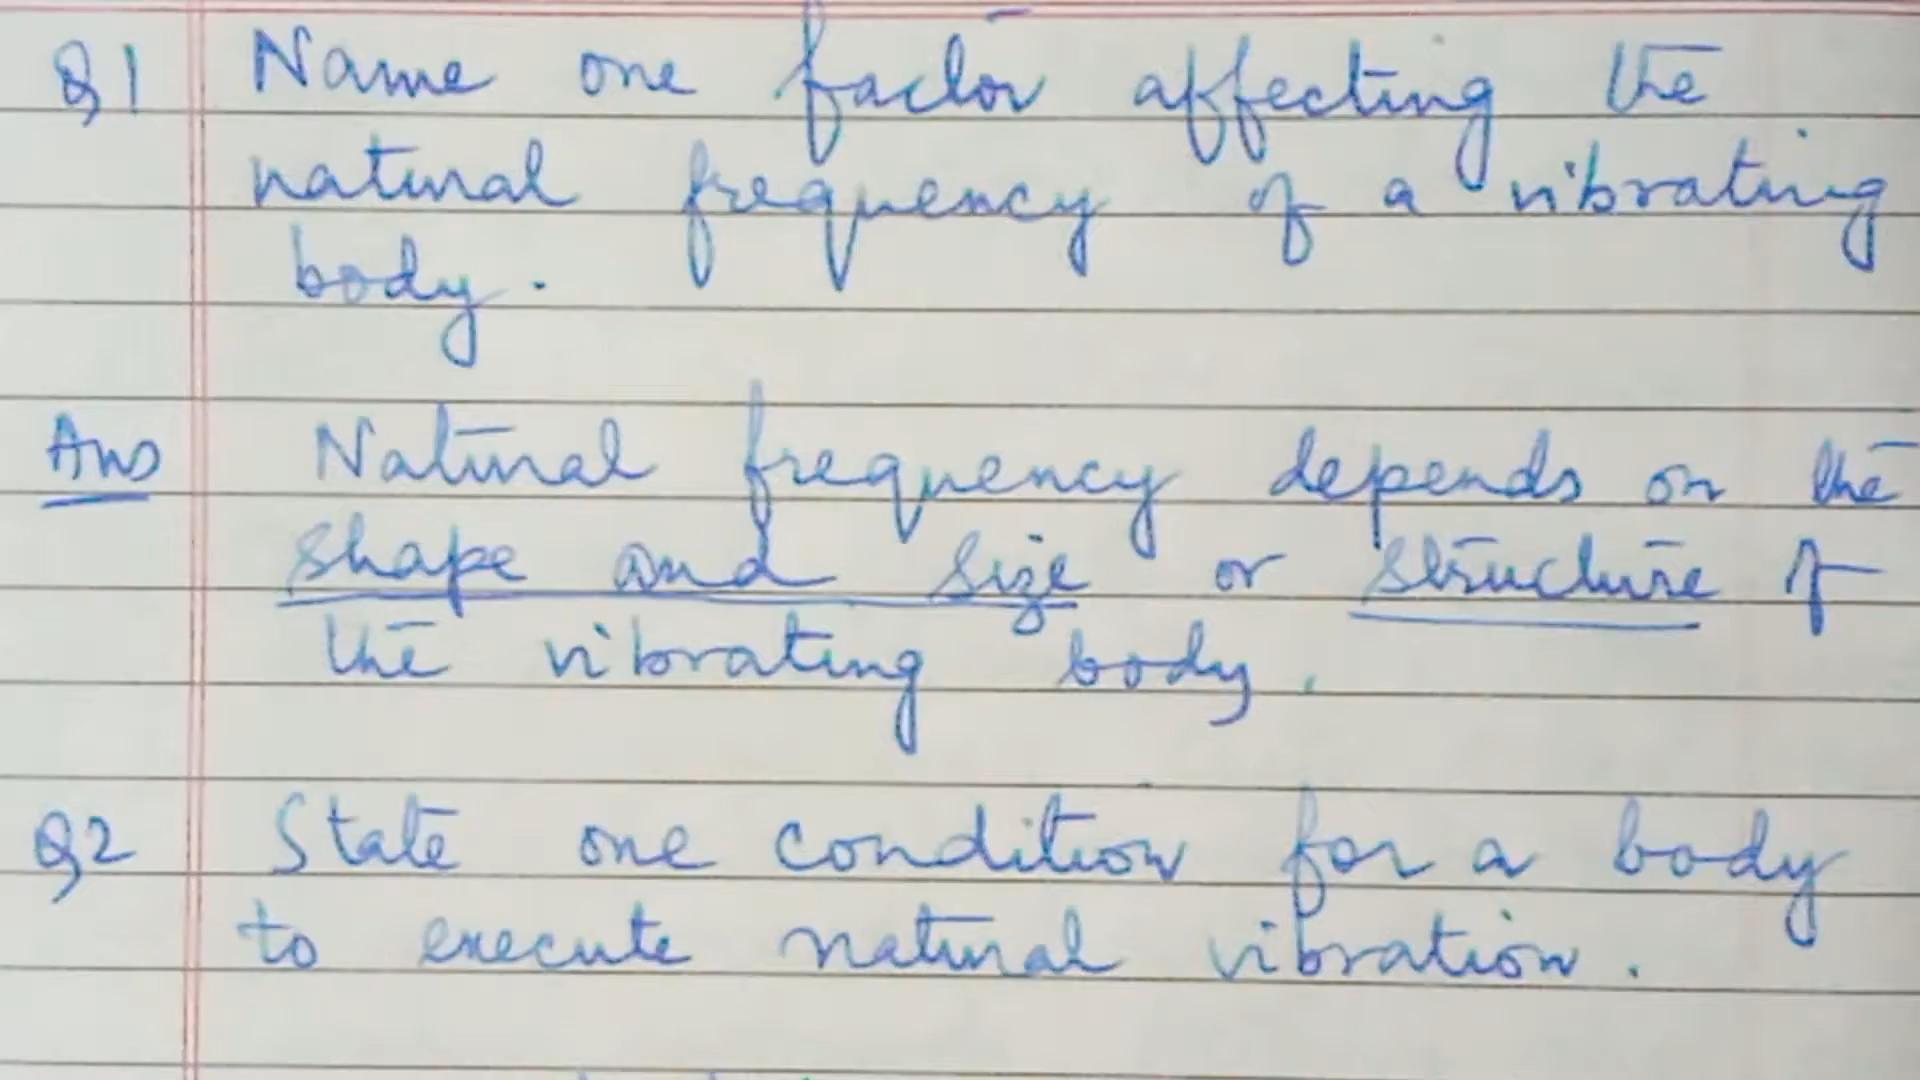 Q1 Name one factor affecting the
natural frequency of a vibrating
body.
Ans Natural frequency depends on the
shape and size or structure of
the vibrating body.
Q2 State one condition for a body
to execute natural vibration.